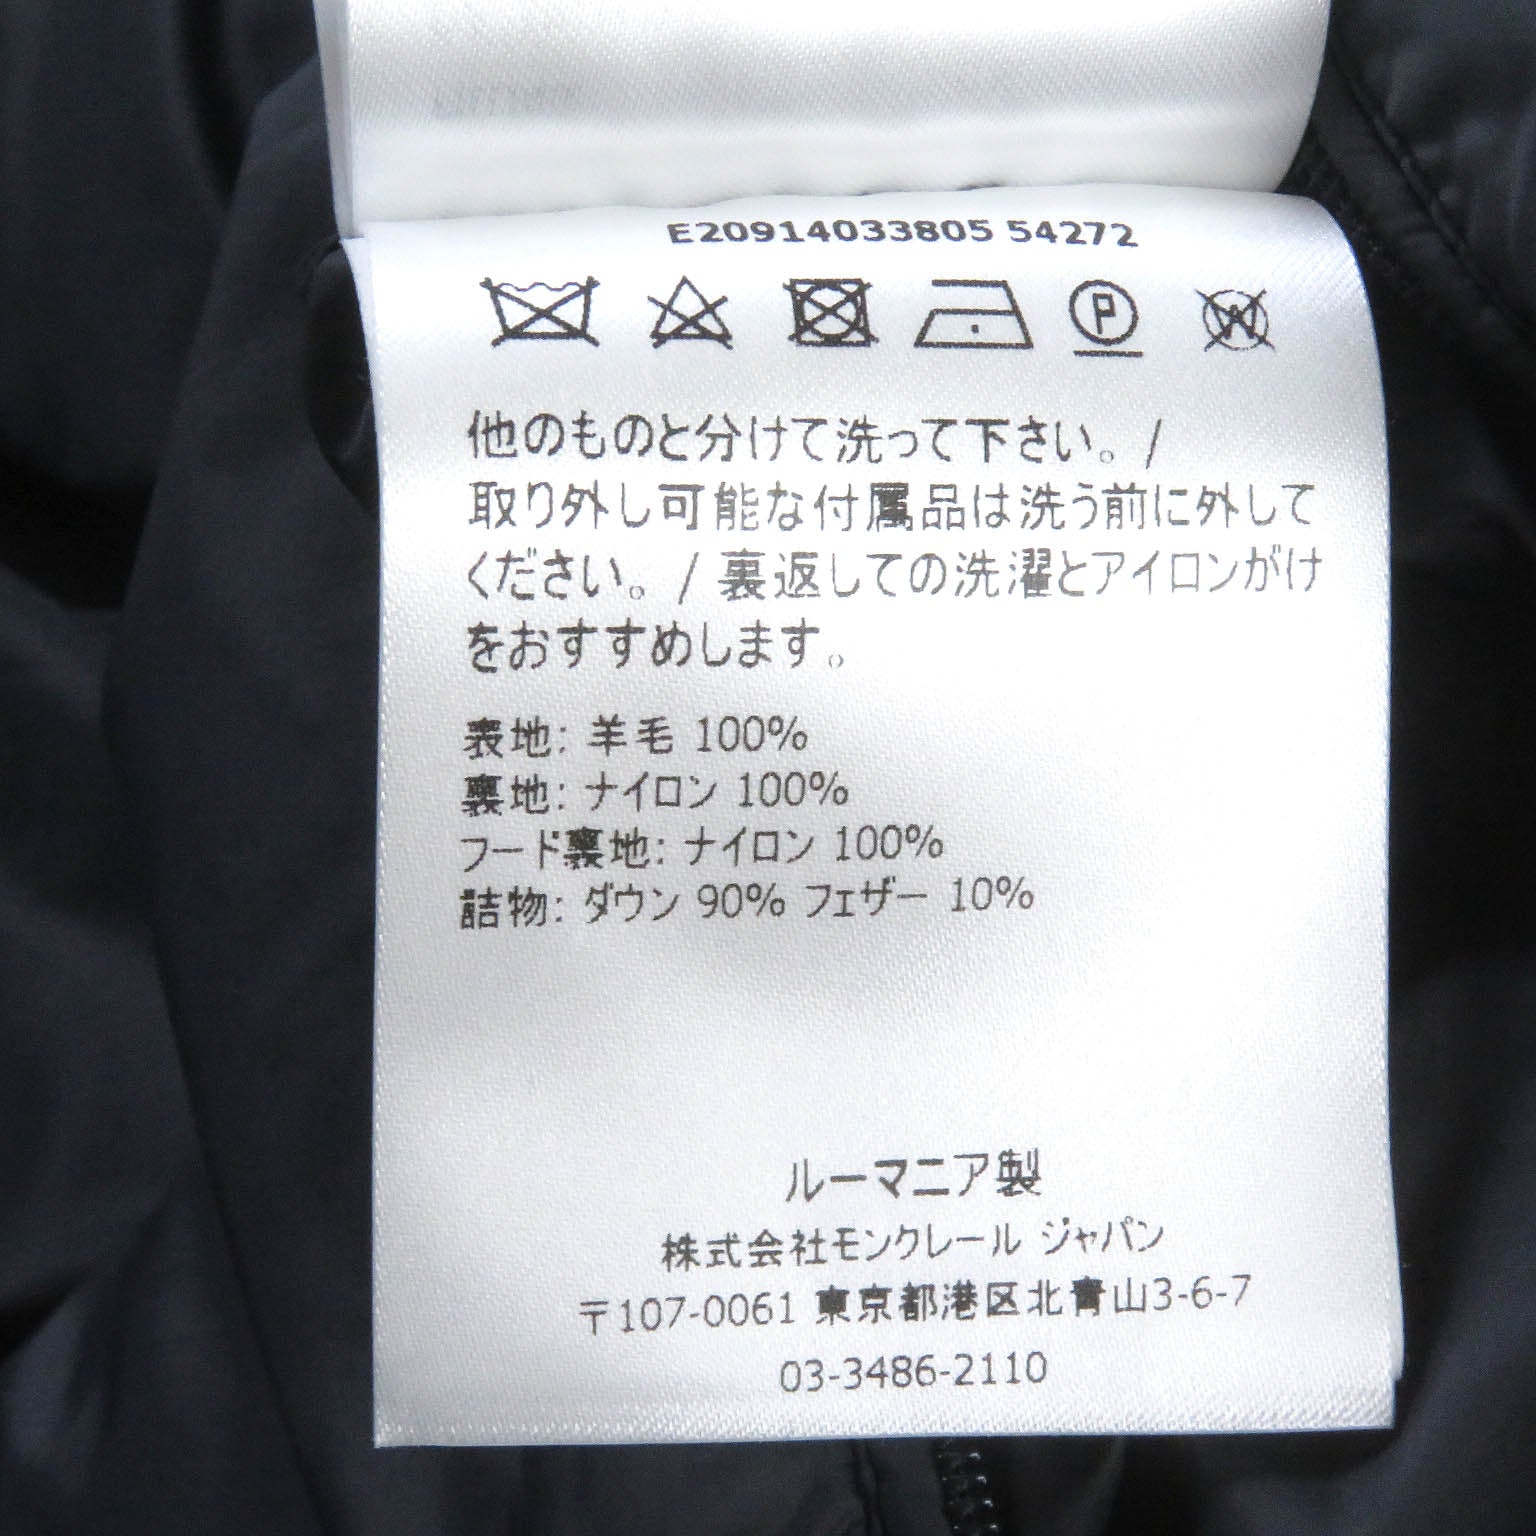 E20914033805 54272
P
W
他のものと分けて洗って下さい。/
取り外し可能な付属品は洗う前に外して
ください。/ 裏返しての洗濯とアイロンがけ
をおすすめします。
表地: 羊毛 100%
裏地: ナイロン 100%
フード裏地: ナイロン 100%
詰物: ダウン 90% フェザー 10%
ルーマニア製
株式会社モンクレール ジャパン
〒107-0061 東京都港区北青山3-6-7
03-3486-2110